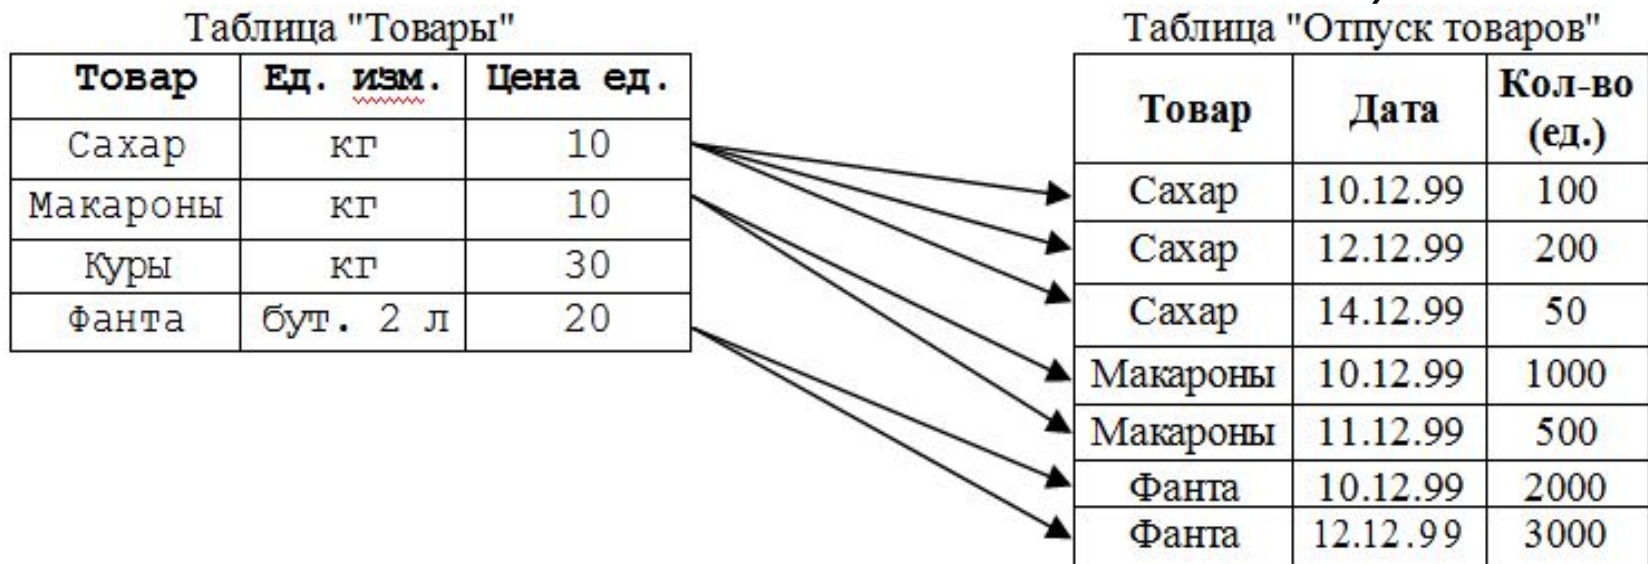 Таблица "Товары"
Товар Ед. изм. Цена ед.
Сахар кг 10
Макароны кг 10
Куры кг 30
Фанта бут. 2 л 20
Таблица "Отпуск товаров"
Товар Дата Кол-во (ед.)
Сахар 10.12.99 100
Сахар 12.12.99 200
Сахар 14.12.99 50
Макароны 10.12.99 1000
Макароны 11.12.99 500
Фанта 10.12.99 2000
Фанта 12.12.99 3000